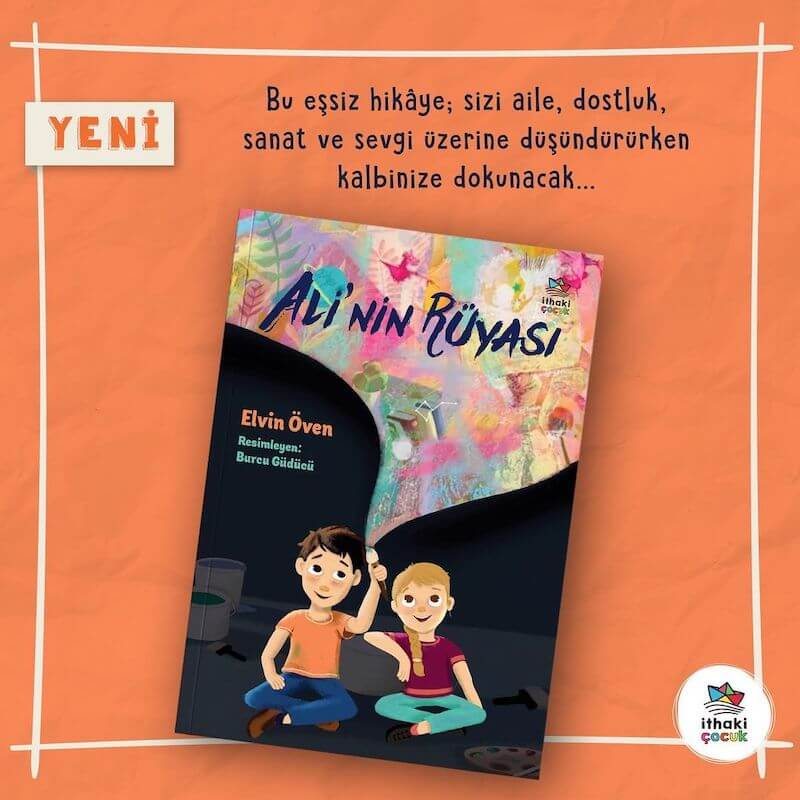 YENİ
Bu eşsiz hikâye; sizi aile, dostluk,
sanat ve sevgi üzerine düşündürürken
kalbinize dokunacak...
ithaki
çocuk
ALİ'NİN RÜYASI
Elvin Öven
Resimleyen:
Burcu Güdücü
ithaki
çocuk